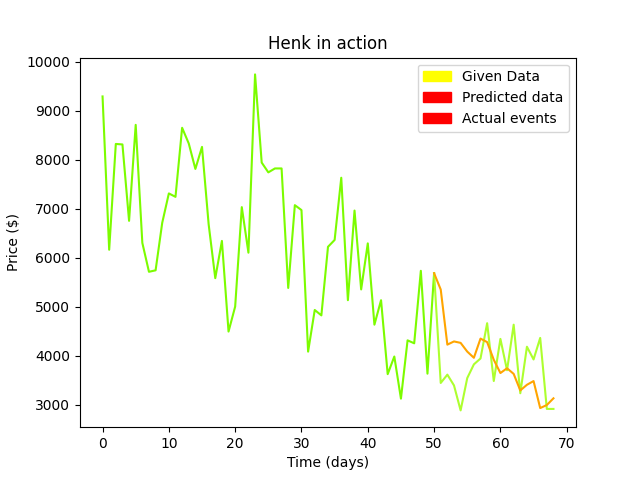 Henk in action
Given Data
Predicted data
Actual events
Price ($)
10000
9000
8000
7000
6000
5000
4000
3000
0 10 20 30 40 50 60 70
Time (days)